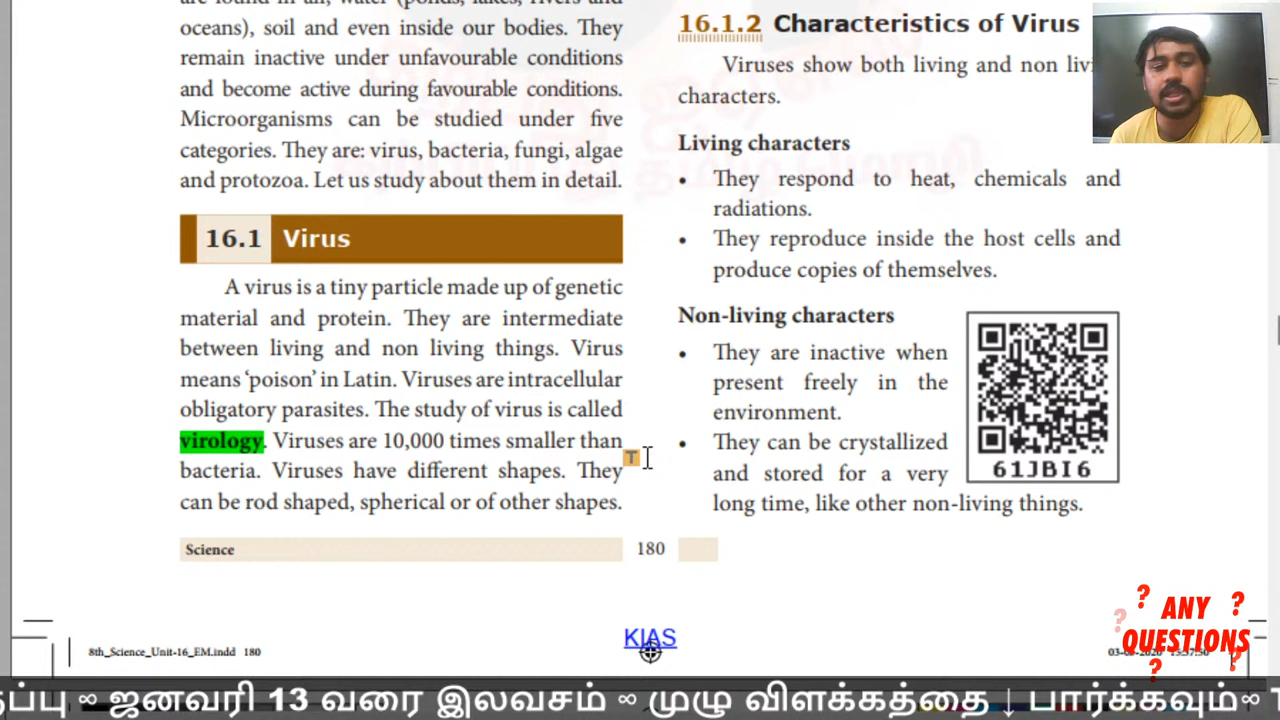 are found in air, water (ponds, lakes, rivers and
oceans), soil and even inside our bodies. They
remain inactive under unfavourable conditions
and become active during favourable conditions.
Microorganisms can be studied under five
categories. They are: virus, bacteria, fungi, algae
and protozoa. Let us study about them in detail.
16.1 Virus
A virus is a tiny particle made up of genetic
material and protein. They are intermediate
between living and non living things. Virus
means ‘poison’ in Latin. Viruses are intracellular
obligatory parasites. The study of virus is called
virology. Viruses are 10,000 times smaller than
bacteria. Viruses have different shapes. They
can be rod shaped, spherical or of other shapes.
16.1.2 Characteristics of Virus
Viruses show both living and non livi
characters.
Living characters
• They respond to heat, chemicals and
radiations.
• They reproduce inside the host cells and
produce copies of themselves.
Non-living characters
• They are inactive when
present freely in the
environment.
• They can be crystallized
and stored for a very
long time, like other non-living things.
61JBI6
T
Science 180
? ANY ?
? QUESTIONS
? ?
KIAS
8th_Science_Unit-16_EM.indd 180
ப்பு ∞ ஜனவரி 13 வரை இலவசம் ∞ முழு விளக்கத்தை ↓ பார்க்கவும் ∞